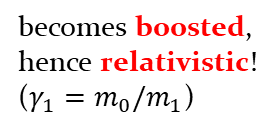 becomes boosted,
hence relativistic!
(γ₁ = m₀/m₁)